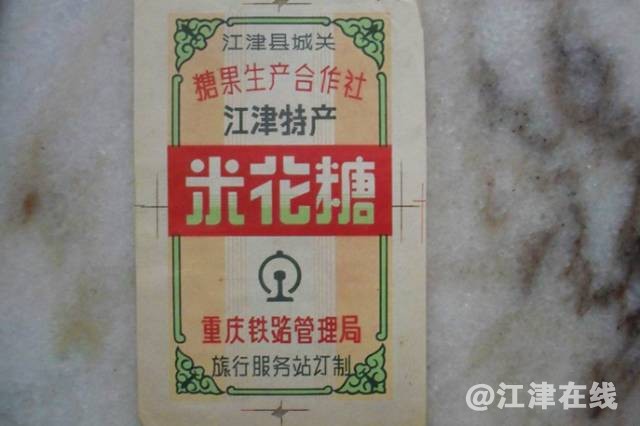 江津县城关
糖果生产合作社
江津特产
米花糖
重庆铁路管理局
旅行服务站订制
@江津在线